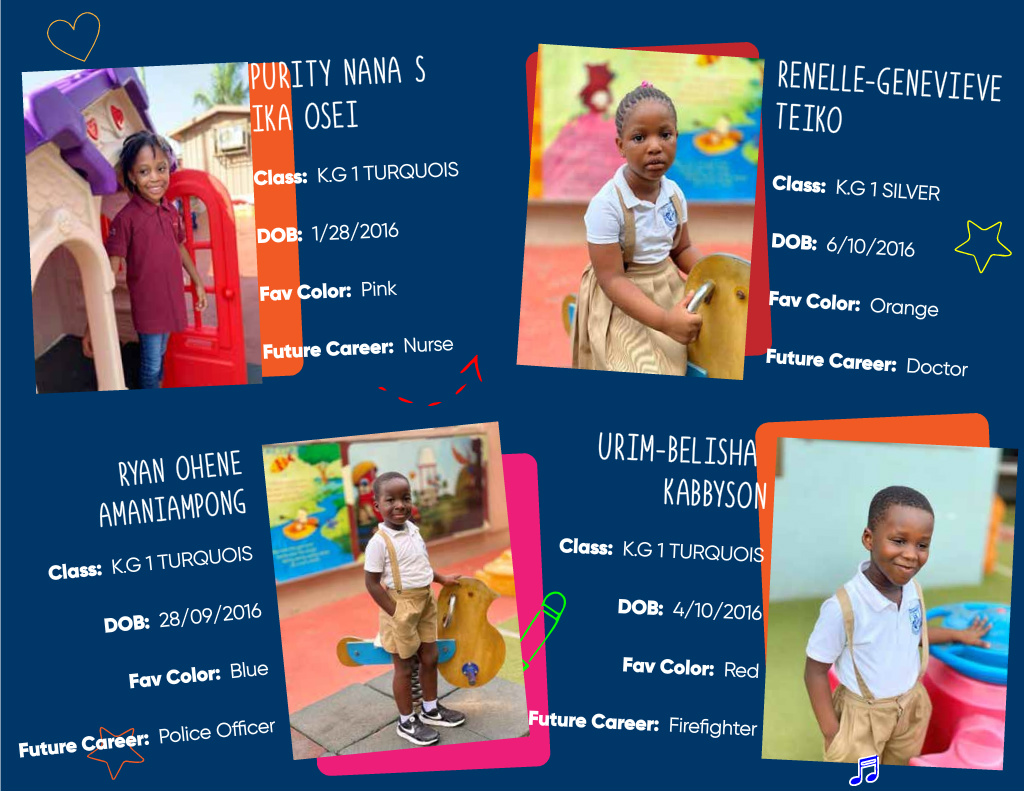 PURITY NANA S
IKA OSEI
Class: K.G 1 TURQUOIS
DOB: 1/28/2016
Fav Color: Pink
Future Career: Nurse
RENELLE-GENEVIEVE
TEIKO
Class: K.G 1 SILVER
DOB: 6/10/2016
Fav Color: Orange
Future Career: Doctor
RYAN OHENE
AMANIAMPONG
Class: K.G 1 TURQUOIS
DOB: 28/09/2016
Fav Color: Blue
Future Career: Police Officer
URIM-BELISHA
KABBYSON
Class: K.G 1 TURQUOIS
DOB: 4/10/2016
Fav Color: Red
Future Career: Firefighter